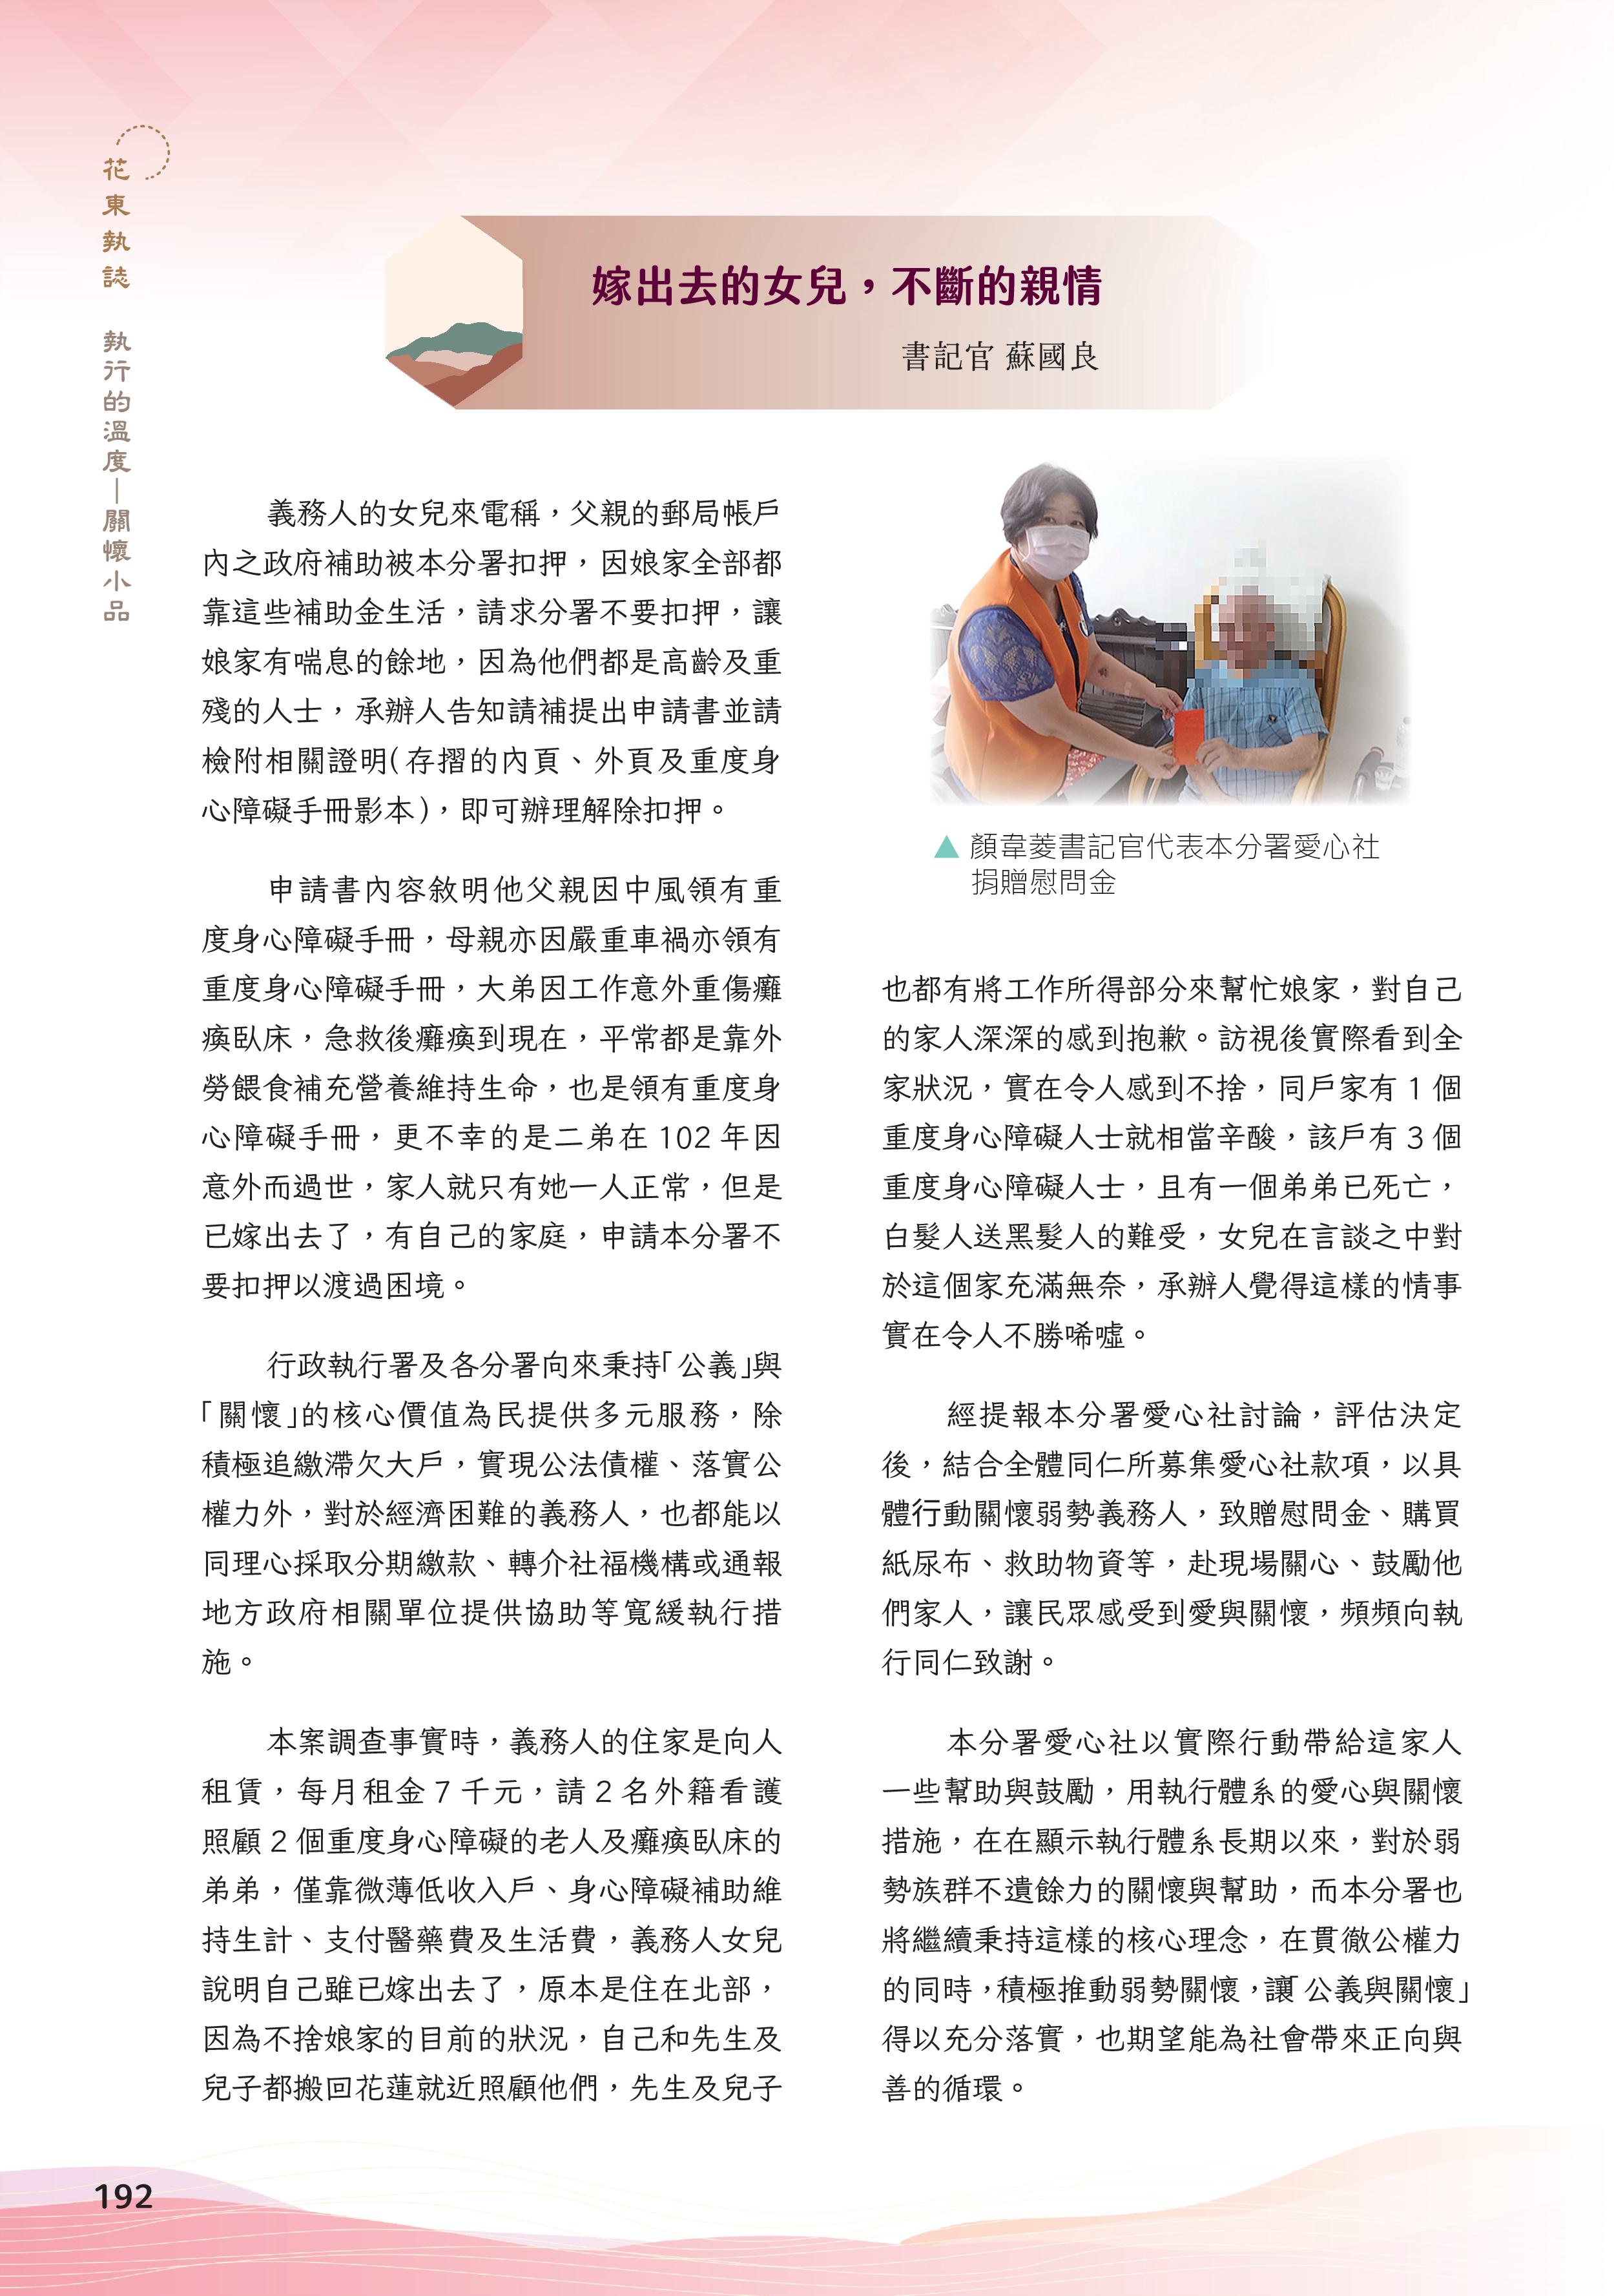 花東執誌 執行的溫度—關懷小品
嫁出去的女兒，不斷的親情
書記官 蘇國良
義務人的女兒來電稱，父親的郵局帳戶
內之政府補助被本分署扣押，因娘家全部都
靠這些補助金生活，請求分署不要扣押，讓
娘家有喘息的餘地，因為他們都是高齡及重
殘的人士，承辦人告知請補提出申請書並請
檢附相關證明(存摺的內頁、外頁及重度身
心障礙手冊影本)，即可辦理解除扣押。
申請書內容敘明他父親因中風領有重
度身心障礙手冊，母親亦因嚴重車禍亦領有
重度身心障礙手冊，大弟因工作意外重傷癱
瘓臥床，急救後癱瘓到現在，平常都是靠外
勞餵食補充營養維持生命，也是領有重度身
心障礙手冊，更不幸的是二弟在 102 年因
意外而過世，家人就只有她一人正常，但是
已嫁出去了，有自己的家庭，申請本分署不
要扣押以渡過困境。
行政執行署及各分署向來秉持「公義」與
「關懷」的核心價值為民提供多元服務，除
積極追繳滯欠大戶，實現公法債權、落實公
權力外，對於經濟困難的義務人，也都能以
同理心採取分期繳款、轉介社福機構或通報
地方政府相關單位提供協助等寬緩執行措
施。
本案調查事實時，義務人的住家是向人
租賃，每月租金 7 千元，請 2 名外籍看護
照顧 2 個重度身心障礙的老人及癱瘓臥床的
弟弟，僅靠微薄低收入戶、身心障礙補助維
持生計、支付醫藥費及生活費，義務人女兒
說明自己雖已嫁出去了，原本是住在北部，
因為不捨娘家的目前的狀況，自己和先生及
兒子都搬回花蓮就近照顧他們，先生及兒子
▲ 顏韋菱書記官代表本分署愛心社
捐贈慰問金
也都有將工作所得部分來幫忙娘家，對自己
的家人深深的感到抱歉。訪視後實際看到全
家狀況，實在令人感到不捨，同戶家有 1 個
重度身心障礙人士就相當辛酸，該戶有 3 個
重度身心障礙人士，且有一個弟弟已死亡，
白髮人送黑髮人的難受，女兒在言談之中對
於這個家充滿無奈，承辦人覺得這樣的情事
實在令人不勝唏噓。
經提報本分署愛心社討論，評估決定
後，結合全體同仁所募集愛心社款項，以具
體行動關懷弱勢義務人，致贈慰問金、購買
紙尿布、救助物資等，赴現場關心、鼓勵他
們家人，讓民眾感受到愛與關懷，頻頻向執
行同仁致謝。
本分署愛心社以實際行動帶給這家人
一些幫助與鼓勵，用執行體系的愛心與關懷
措施，在在顯示執行體系長期以來，對於弱
勢族群不遺餘力的關懷與幫助，而本分署也
將繼續秉持這樣的核心理念，在貫徹公權力
的同時，積極推動弱勢關懷，讓「公義與關懷」
得以充分落實，也期望能為社會帶來正向與
善的循環。
192